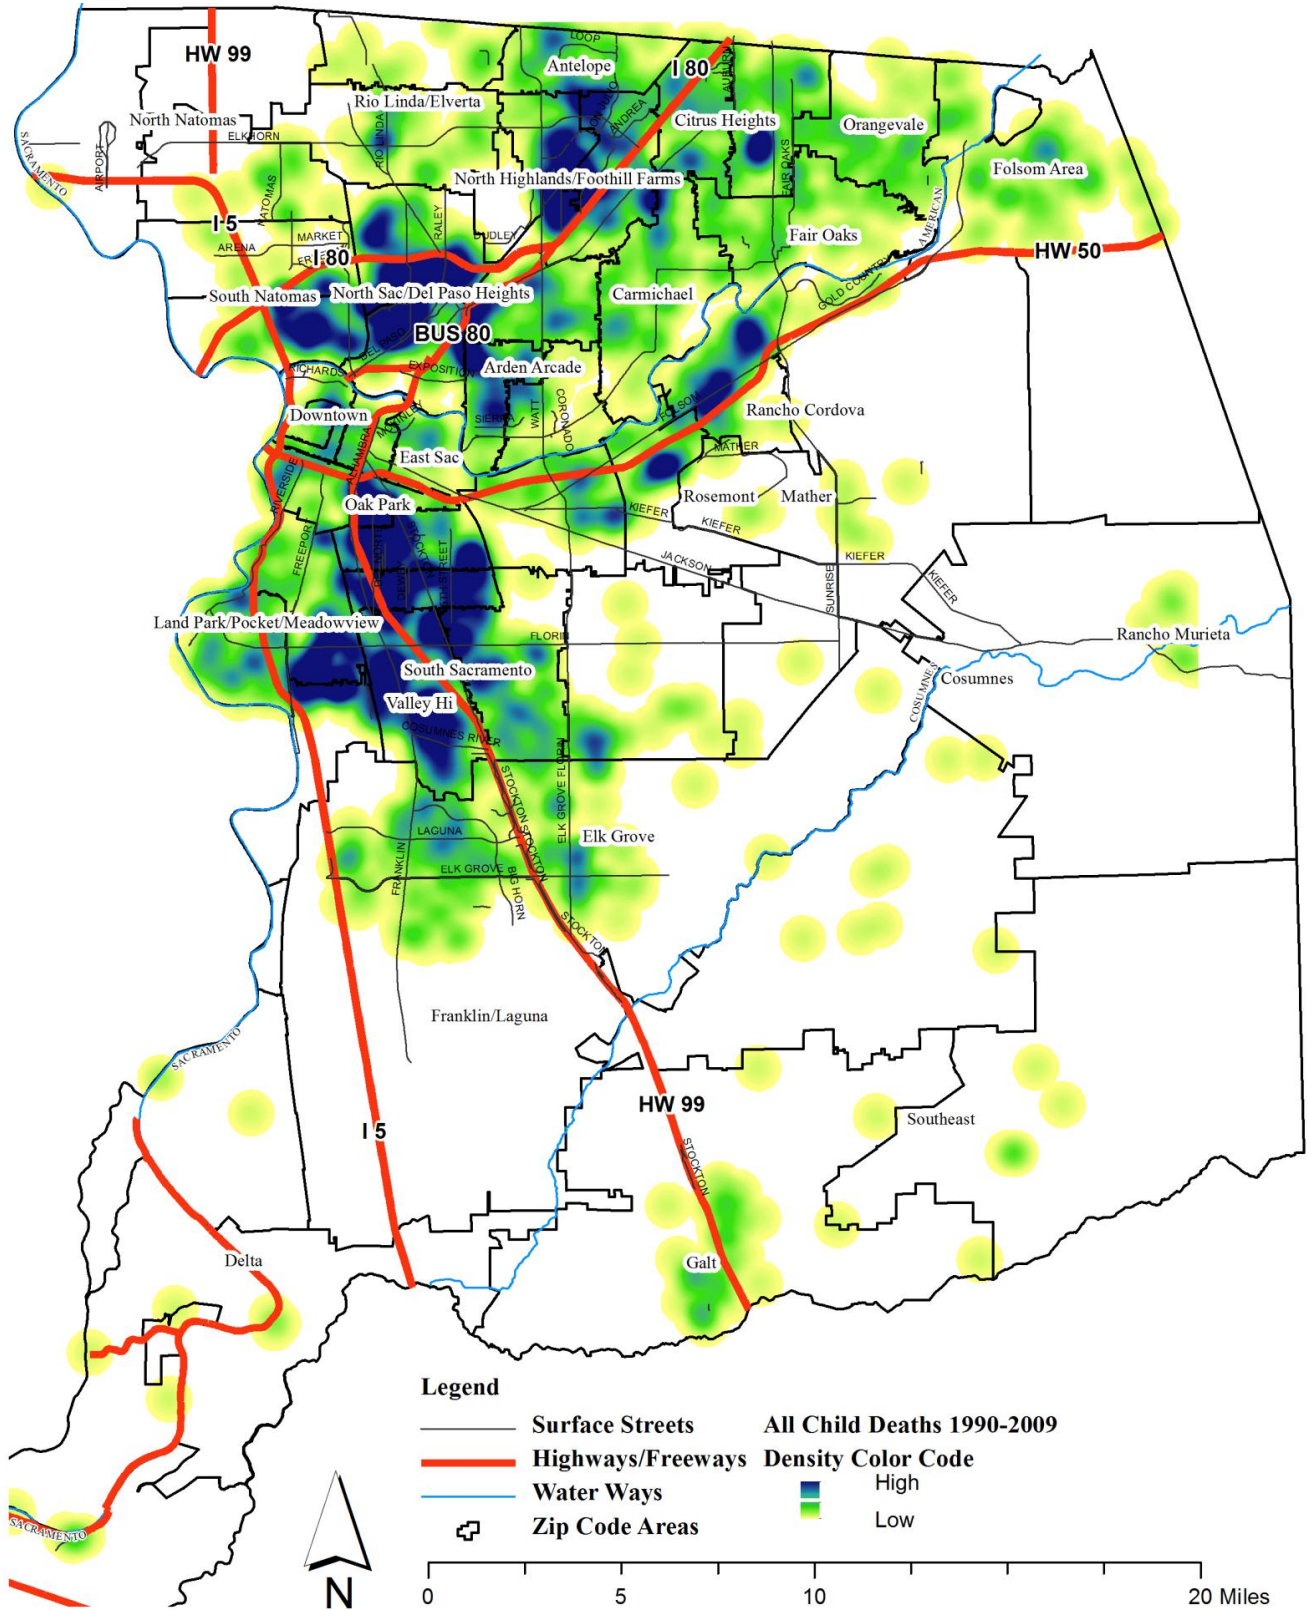 HW 99
LOOP
Antelope
I 80
AUBURN
Rio Linda/Elverta
DON JULIO
ANDREA
Citrus Heights
North Natomas
ELKHORN
RIO LINDA
Orangevale
SACRAMENTO
AIRPORT
FAIR OAKS
Folsom Area
North Highlands/Foothill Farms
NATOMAS
AMERICAN
I 5
RALEY
DUDLEY
MARKET
ARENA
Fair Oaks
I 80
HW 50
GOLD COUNTRY
South Natomas
North Sac/Del Paso Heights
Carmichael
DEL PASO
BUS 80
RICHARDS
EXPOSITION
Arden Arcade
FOLSOM
Downtown
MCKINLEY
SIERRA
WATT
CORONADO
Rancho Cordova
ALHAMBRA
East Sac
MATHER
RIVERSIDE
Rosemont
Mather
Oak Park
FREEPORT
STOCKTON
KIEFER
KIEFER
JACKSON
KIEFER
DEWEY
SUNRISE
KIEFER
Land Park/Pocket/Meadowview
FLORIN
Rancho Murieta
South Sacramento
Cosumnes
COSUMNES
Valley Hi
COSUMNES RIVER
ELK GROVE FLORIN
STOCKTON
STOCKTON
LAGUNA
Elk Grove
FRANKLIN
ELK GROVE
BIG HORN
STOCKTON
Franklin/Laguna
SACRAMENTO
HW 99
I 5
Southeast
STOCKTON
Delta
Galt
Legend
Surface Streets
All Child Deaths 1990-2009
Highways/Freeways
Density Color Code
Water Ways
High
Zip Code Areas
Low
SACRAMENTO
N
0 5 10 20 Miles